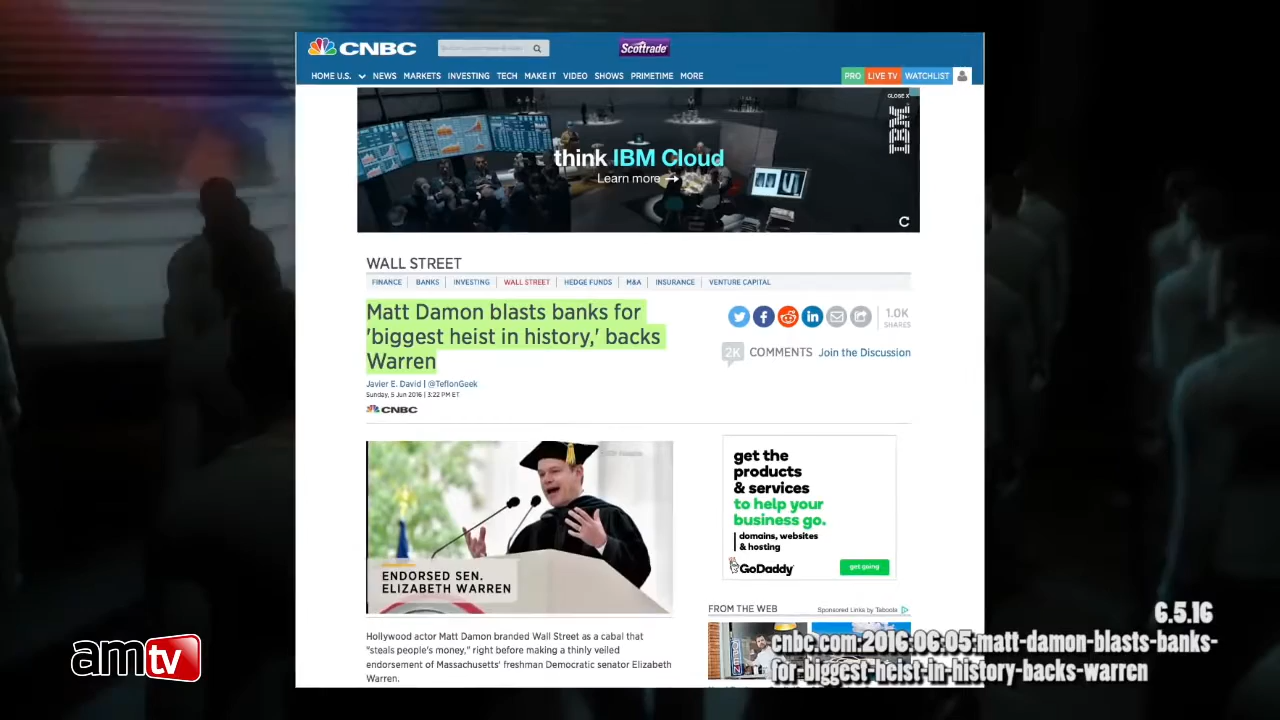 CNBC
Scottrade
HOME U.S. NEWS MARKETS INVESTING TECH MAKE IT VIDEO SHOWS PRIMETIME MORE
PRO LIVE TV WATCHLIST
CLOSE X
IBM
think IBM Cloud
Learn more →
WALL STREET
FINANCE BANKS INVESTING WALL STREET HEDGE FUNDS M&A INSURANCE VENTURE CAPITAL
Matt Damon blasts banks for
'biggest heist in history,' backs
Warren
1.0K
SHARES
2K COMMENTS Join the Discussion
Javier E. David | @TeflonGeek
Sunday, 5 Jun 2016 | 3:22 PM ET
CNBC
ENDORSED SEN.
ELIZABETH WARREN
get the
products
& services
to help your
business go.
domains, websites
& hosting
GoDaddy
get going
FROM THE WEB
Sponsored Links by Taboola
Hollywood actor Matt Damon branded Wall Street as a cabal that
"steals people's money," right before making a thinly veiled
endorsement of Massachusetts' freshman Democratic senator Elizabeth
Warren.
amtv
6.5.16
cnbc.com:2016:06:05:matt-damon-blasts-banks-
for-biggest-heist-in-history-backs-warren